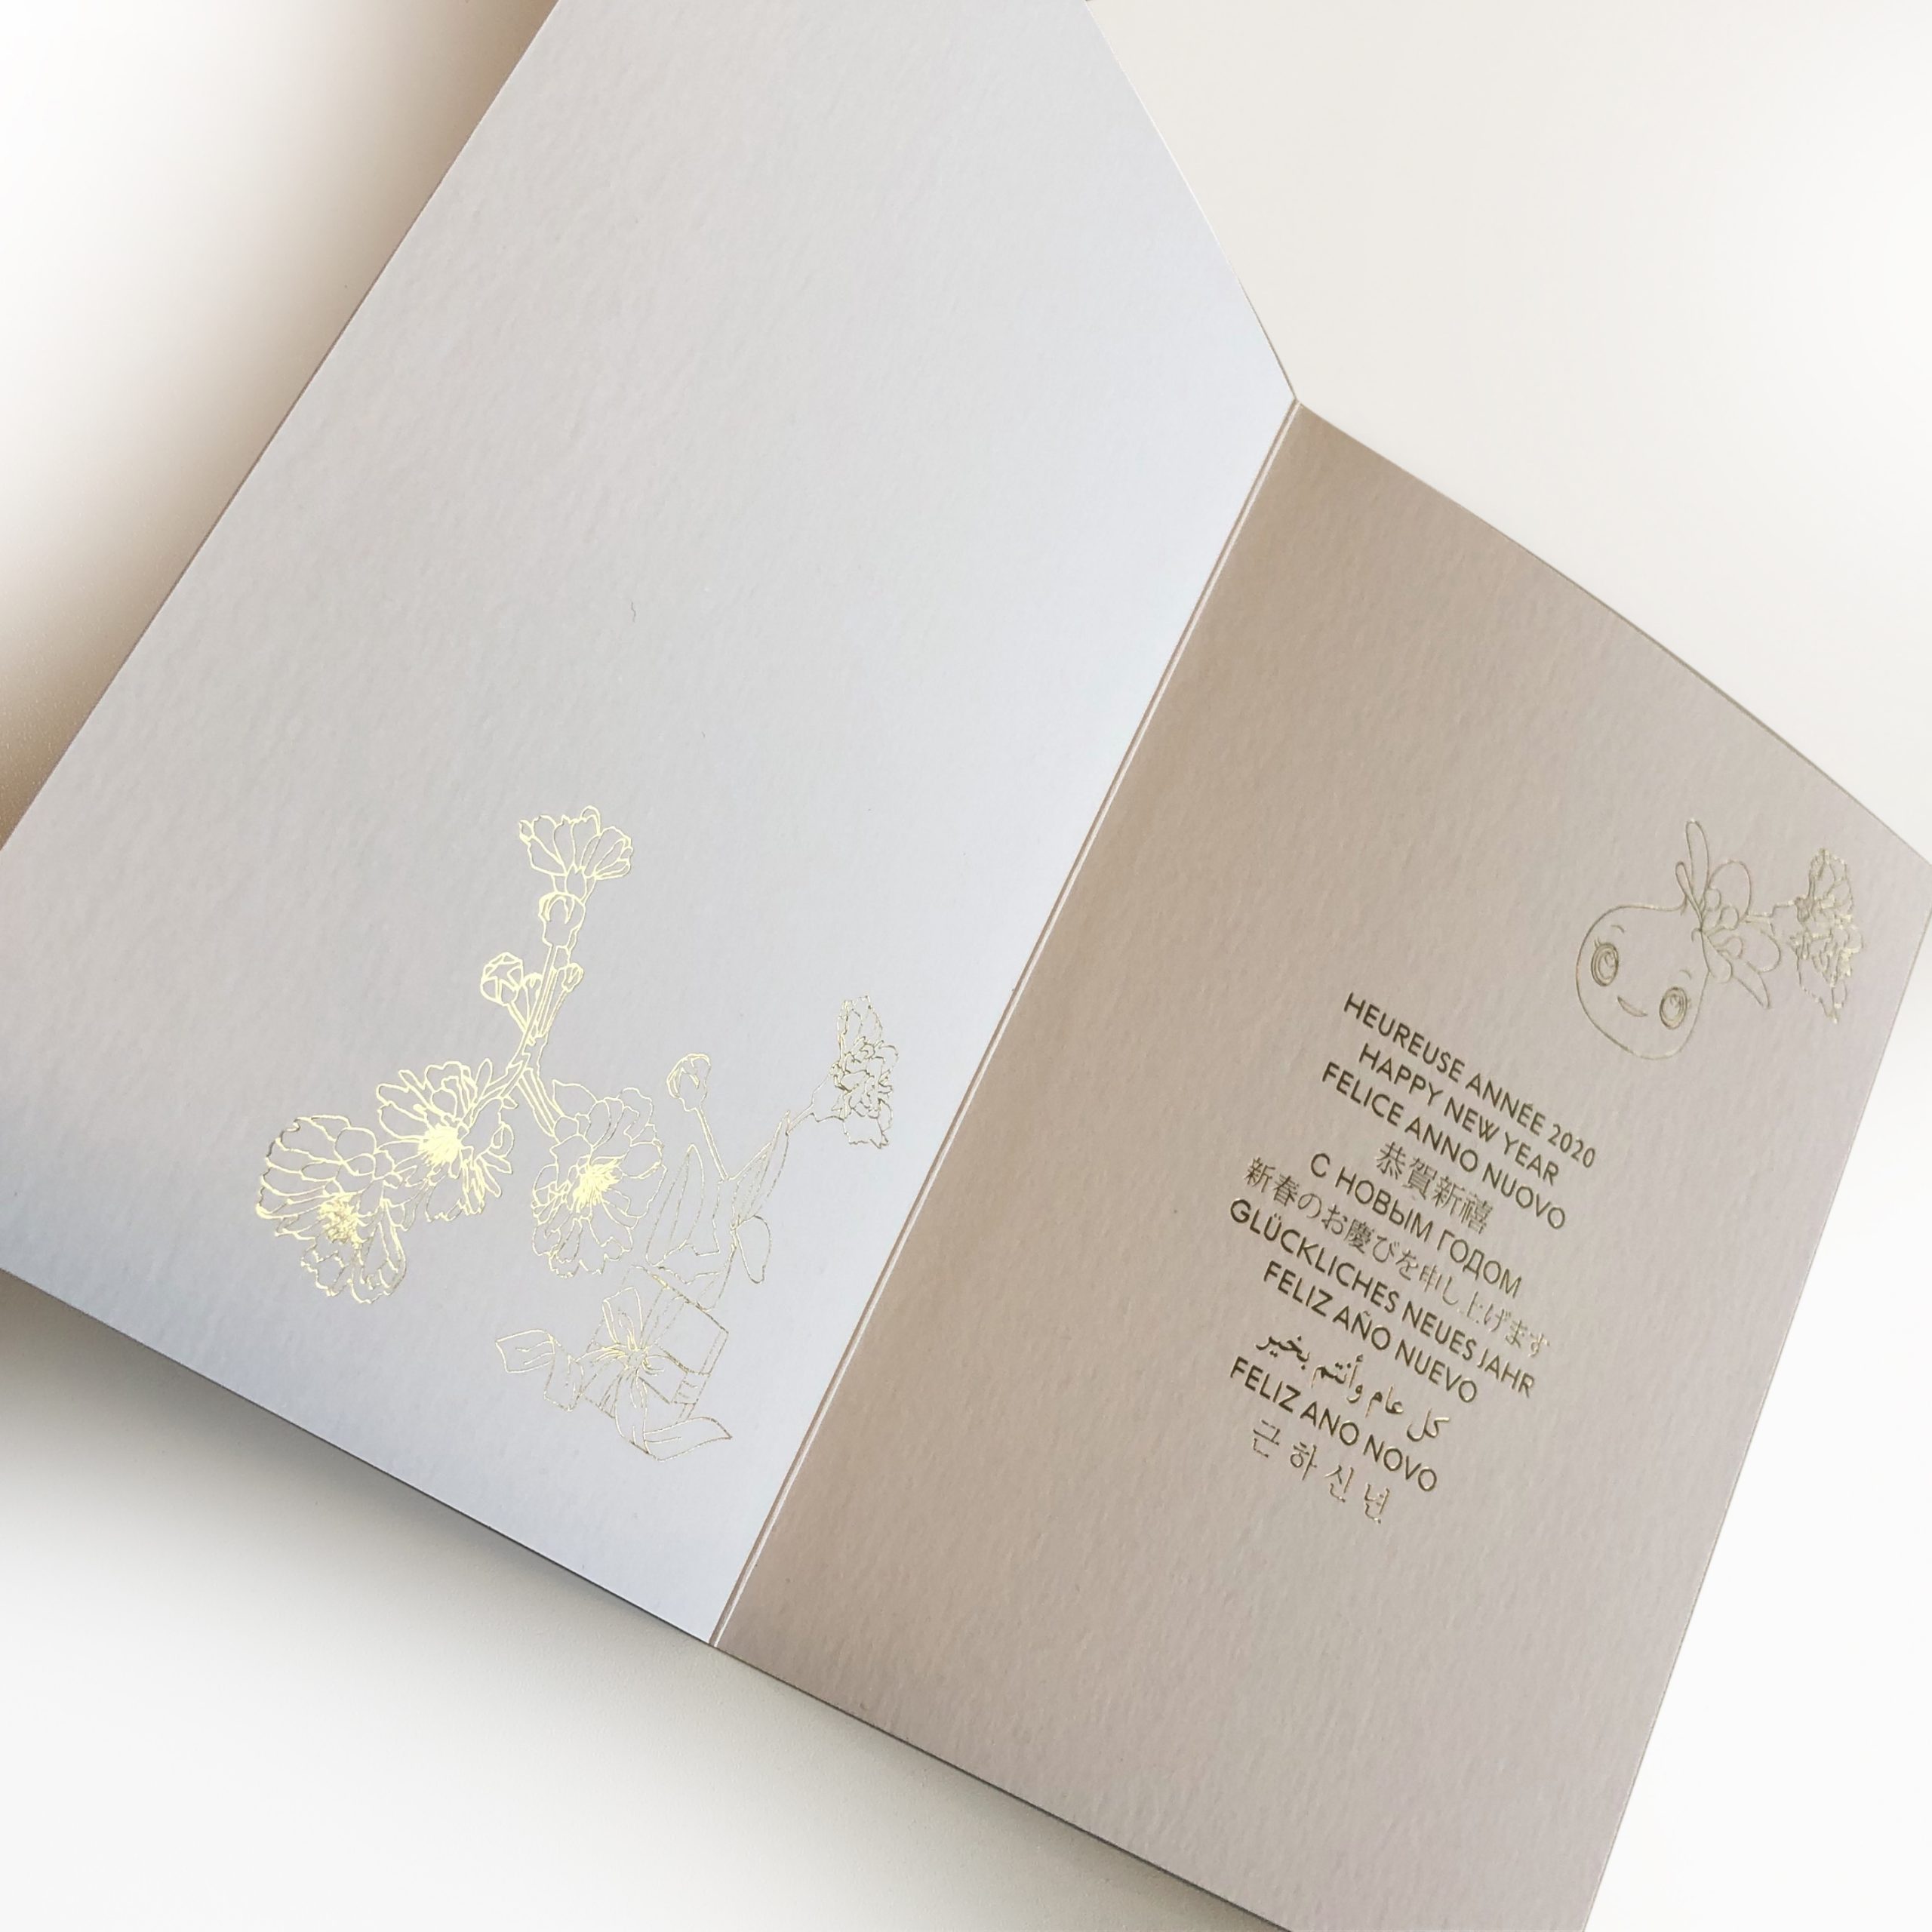 HEUREUSE ANNÉE 2020
HAPPY NEW YEAR
FELICE ANNO NUOVO
恭賀新禧
С НОВЫМ ГОДОМ
新春のお慶びを申し上げます
GLÜCKLICHES NEUES JAHR
FELIZ AÑO NUEVO
كل عام وأنتم بخير
FELIZ ANO NOVO
근하신년